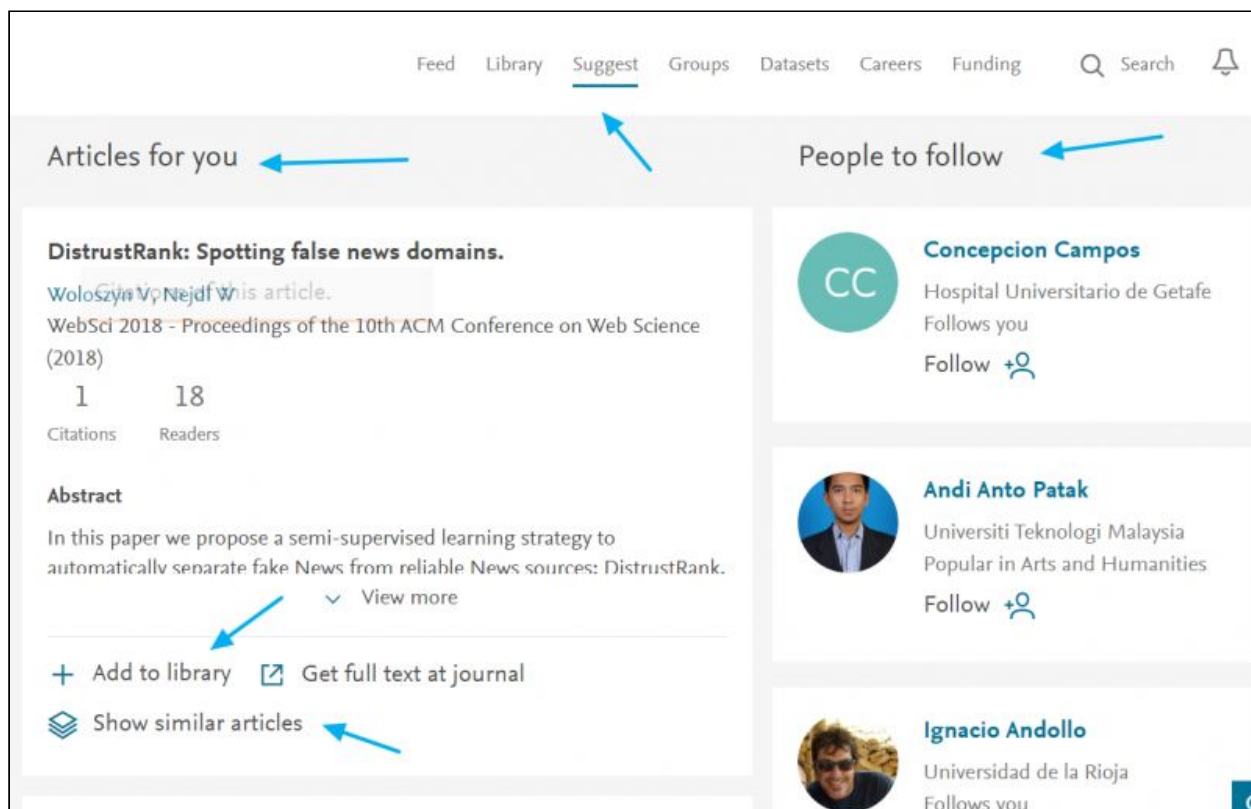 Feed Library Suggest Groups Datasets Careers Funding Search
Articles for you
DistrustRank: Spotting false news domains.
Woloszyn V, Nejdl W
Citations of this article.
WebSci 2018 - Proceedings of the 10th ACM Conference on Web Science
(2018)
1 18
Citations Readers
Abstract
In this paper we propose a semi-supervised learning strategy to
automatically separate fake News from reliable News sources: DistrustRank.
View more
+ Add to library Get full text at journal
Show similar articles
People to follow
CC
Concepcion Campos
Hospital Universitario de Getafe
Follows you
Follow
Andi Anto Patak
Universiti Teknologi Malaysia
Popular in Arts and Humanities
Follow
Ignacio Andollo
Universidad de la Rioja
Follows you